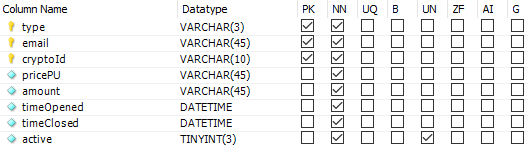 Column Name Datatype PK NN UQ B UN ZF AI G
type VARCHAR(3)
email VARCHAR(45)
cryptoId VARCHAR(10)
pricePU VARCHAR(45)
amount VARCHAR(45)
timeOpened DATETIME
timeClosed DATETIME
active TINYINT(3)